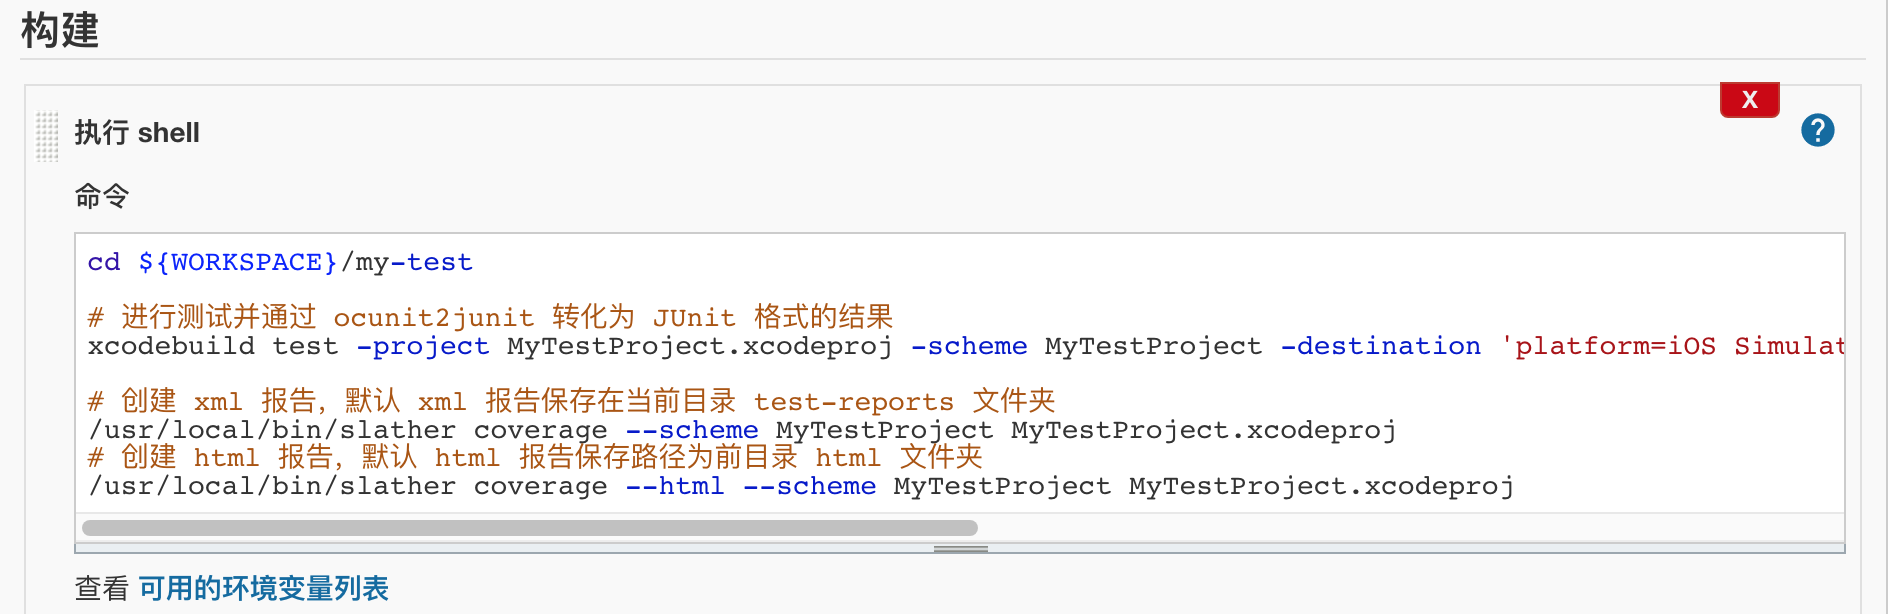 构建
X
执行 shell
?
命令
cd ${WORKSPACE}/my-test
# 进行测试并通过 ocunit2junit 转化为 JUnit 格式的结果
xcodebuild test -project MyTestProject.xcodeproj -scheme MyTestProject -destination 'platform=iOS Simulat
# 创建 xml 报告，默认 xml 报告保存在当前目录 test-reports 文件夹
/usr/local/bin/slather coverage --scheme MyTestProject MyTestProject.xcodeproj
# 创建 html 报告，默认 html 报告保存路径为前目录 html 文件夹
/usr/local/bin/slather coverage --html --scheme MyTestProject MyTestProject.xcodeproj
查看 可用的环境变量列表